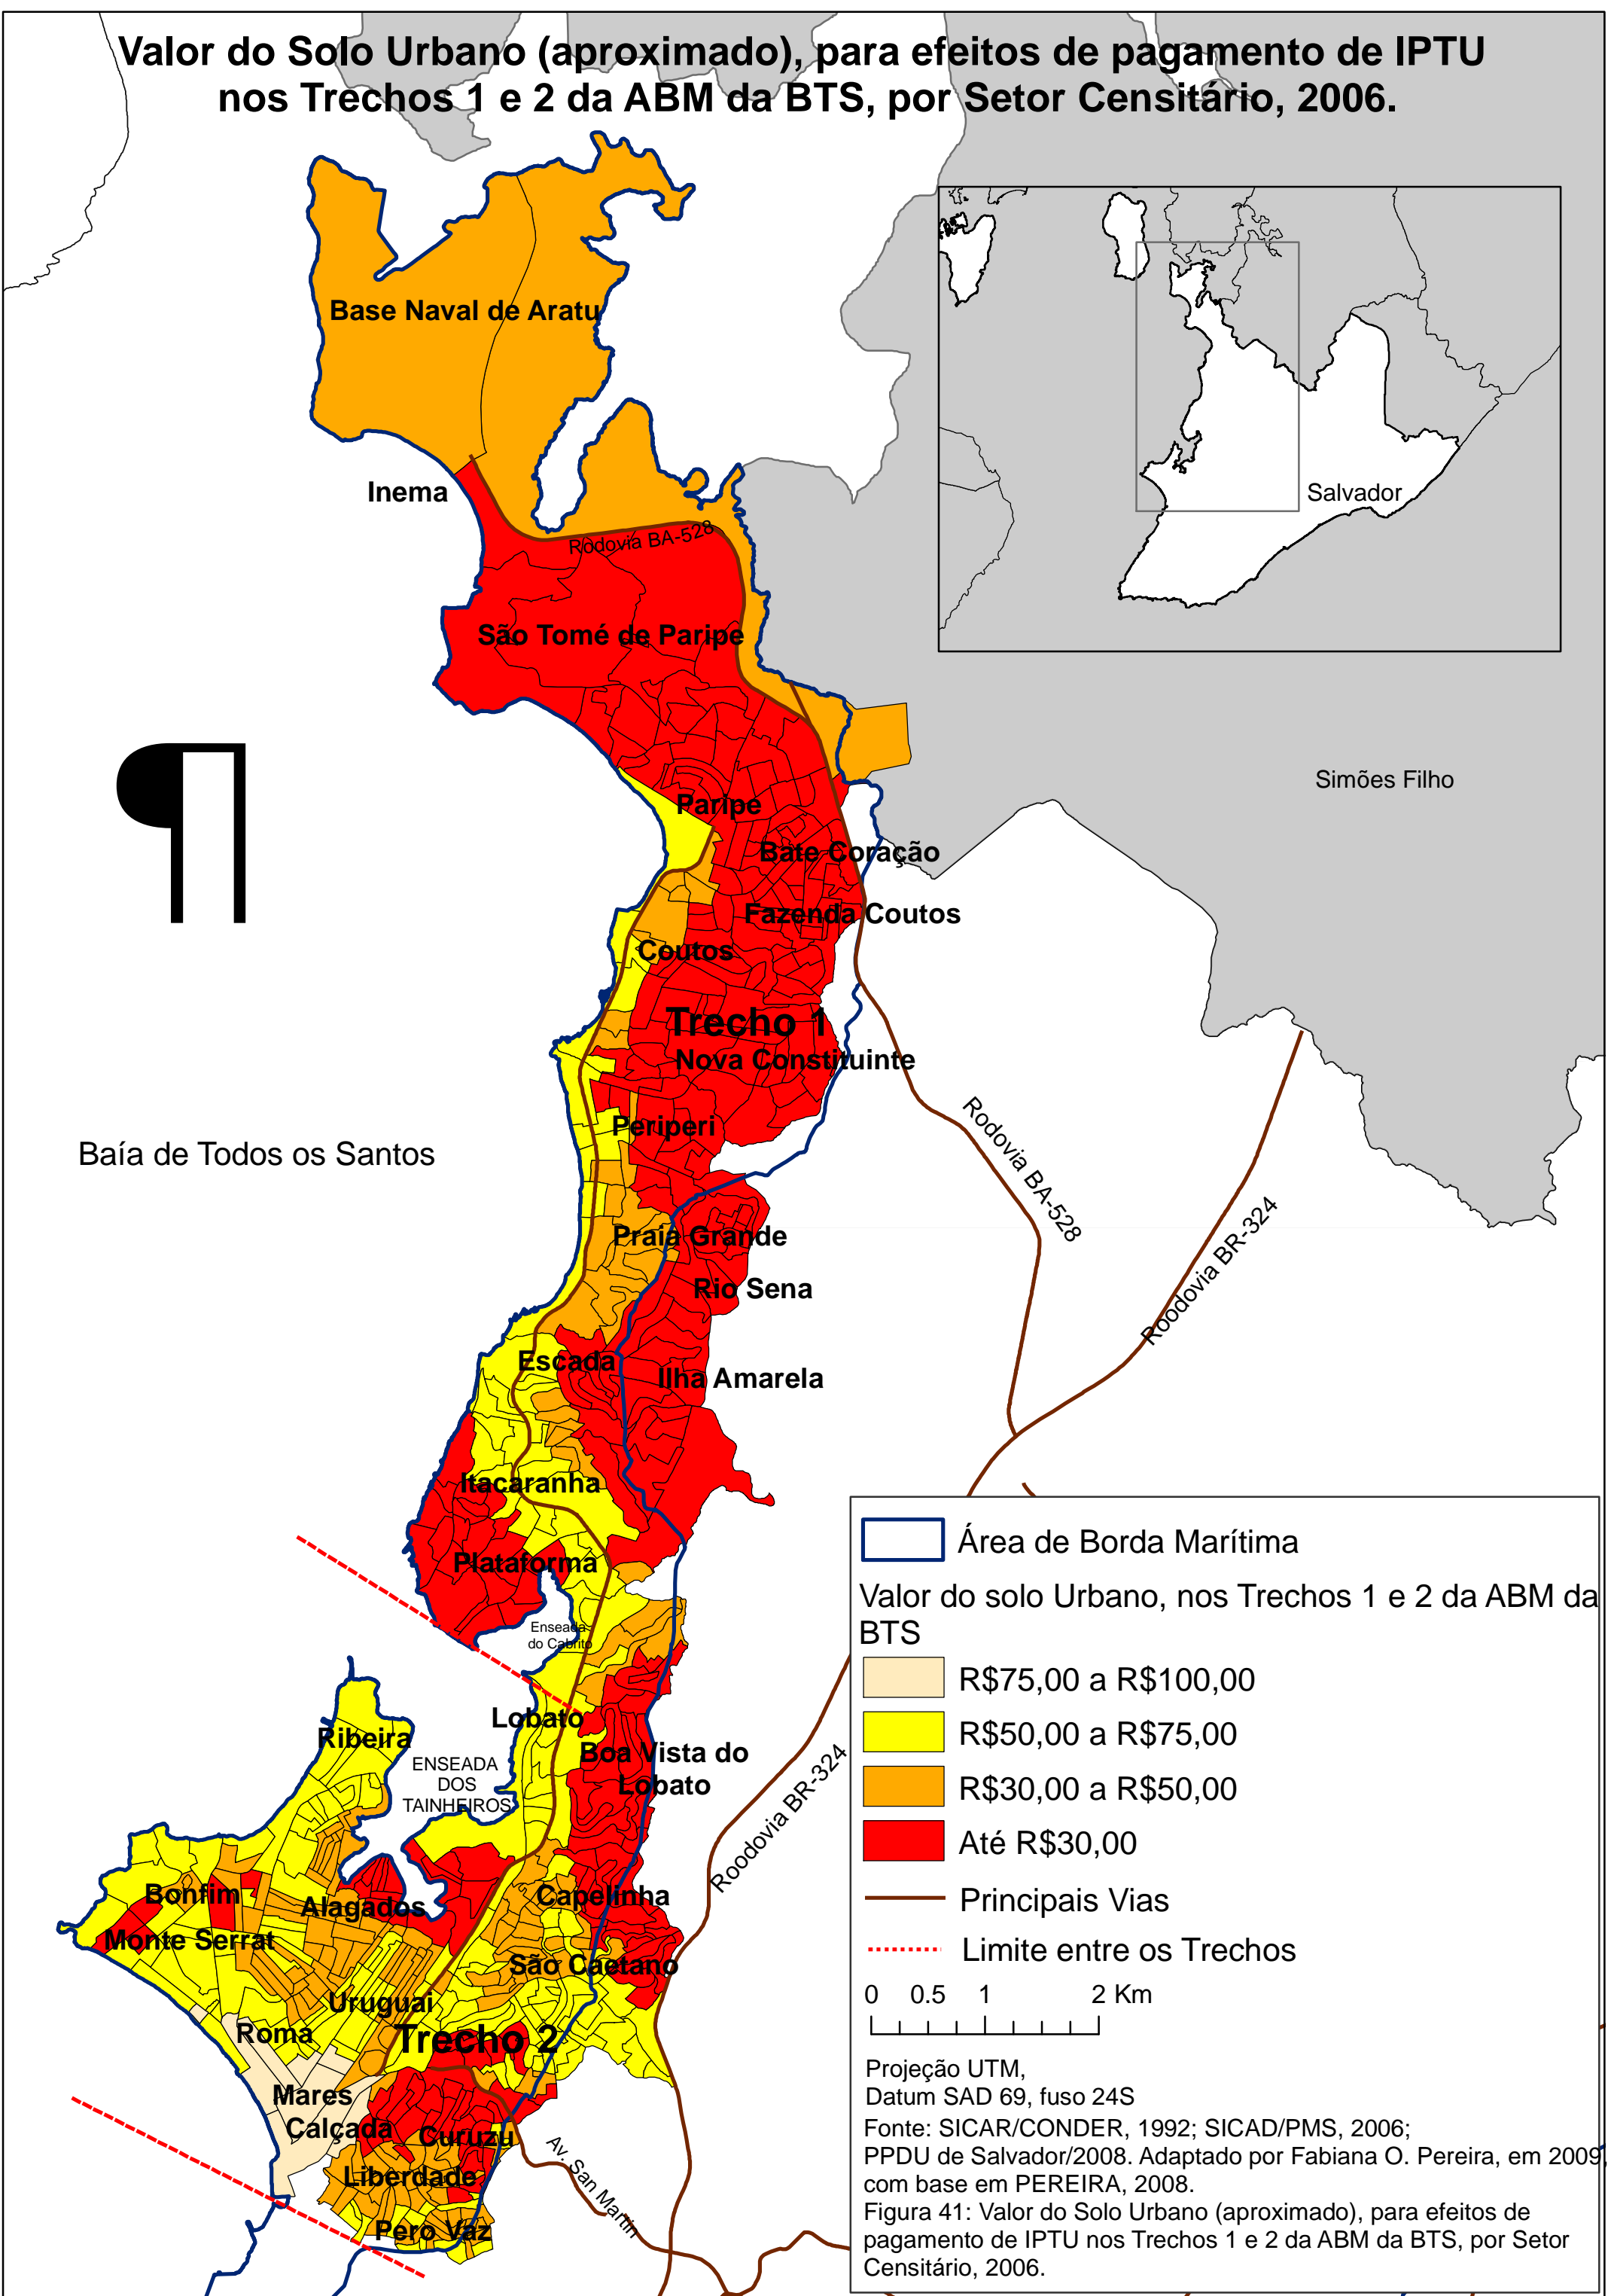 Valor do Solo Urbano (aproximado), para efeitos de pagamento de IPTU
nos Trechos 1 e 2 da ABM da BTS, por Setor Censitário, 2006.
Base Naval de Aratu
Inema
Salvador
Rodovia BA-528
São Tomé de Paripe
¶
Simões Filho
Paripe
Bate Coração
Fazenda Coutos
Coutos
Trecho 1
Nova Constituinte
Periperi
Baía de Todos os Santos
Rodovia BA-528
Roodovia BR-324
Praia Grande
Rio Sena
Escada
Ilha Amarela
Itacaranha
Plataforma
Enseada
do Cabrito
Lobato
Ribeira
ENSEADA
DOS
TAINHEIROS
Boa Vista do
Lobato
Roodovia BR-324
Bonfim
Alagados
Capelinha
Monte Serrat
São Caetano
Uruguai
Roma
Trecho 2
Mares
Calçada
Curuzu
Liberdade
Av. San Martin
Pero Vaz
Área de Borda Marítima
Valor do solo Urbano, nos Trechos 1 e 2 da ABM da
BTS
R$75,00 a R$100,00
R$50,00 a R$75,00
R$30,00 a R$50,00
Até R$30,00
Principais Vias
Limite entre os Trechos
0 0.5 1 2 Km
Projeção UTM,
Datum SAD 69, fuso 24S
Fonte: SICAR/CONDER, 1992; SICAD/PMS, 2006;
PPDU de Salvador/2008. Adaptado por Fabiana O. Pereira, em 2009,
com base em PEREIRA, 2008.
Figura 41: Valor do Solo Urbano (aproximado), para efeitos de
pagamento de IPTU nos Trechos 1 e 2 da ABM da BTS, por Setor
Censitário, 2006.